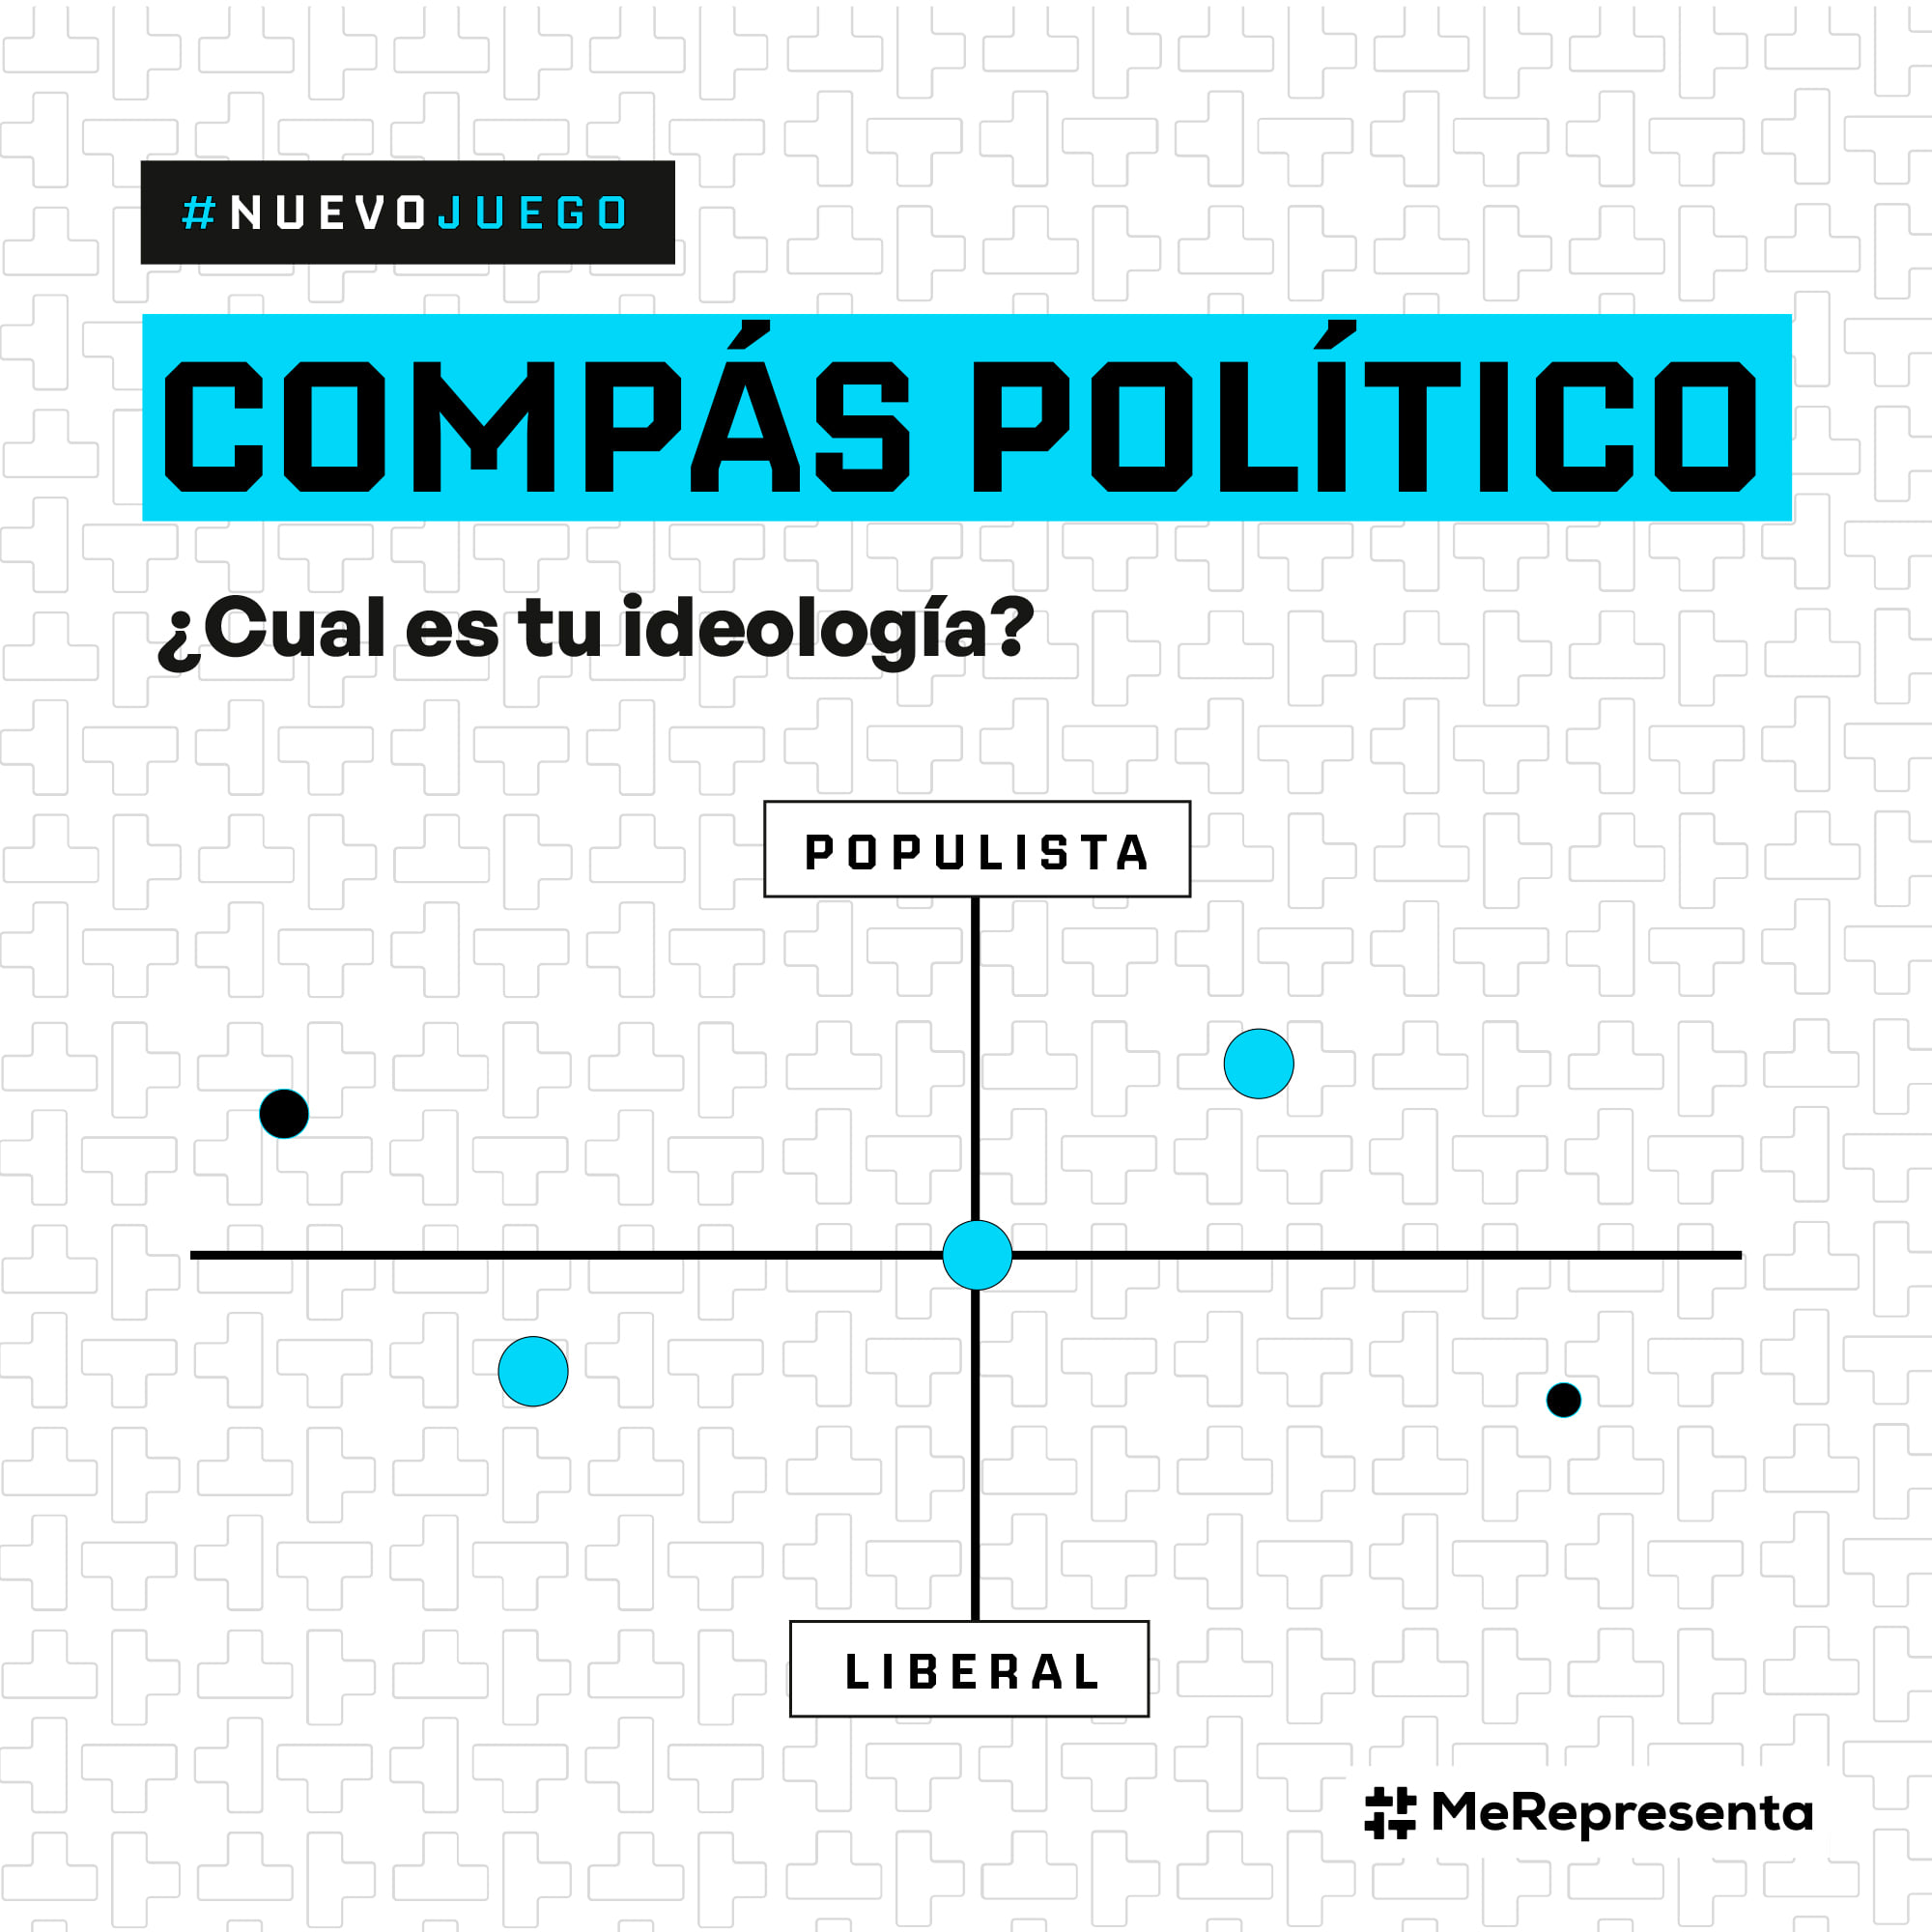 #NUEVOJUEGO
COMPÁS POLÍTICO
¿Cual es tu ideología?
POPULISTA
LIBERAL
MeRepresenta